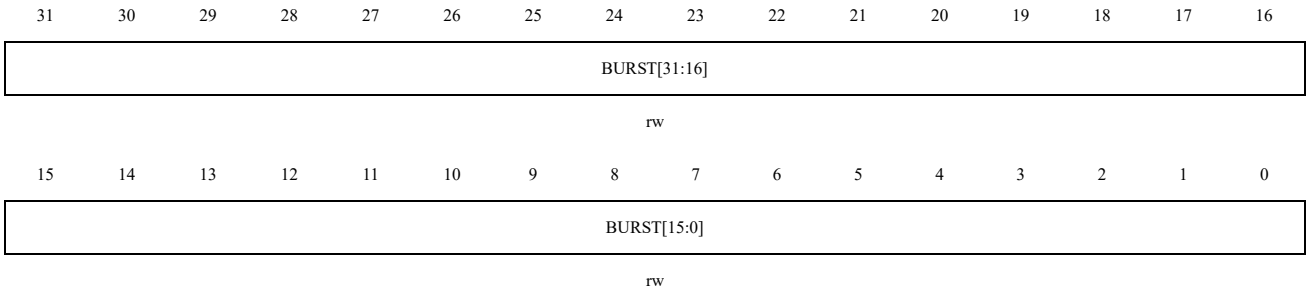 31 30 29 28 27 26 25 24 23 22 21 20 19 18 17 16
BURST[31:16]
rw
15 14 13 12 11 10 9 8 7 6 5 4 3 2 1 0
BURST[15:0]
rw